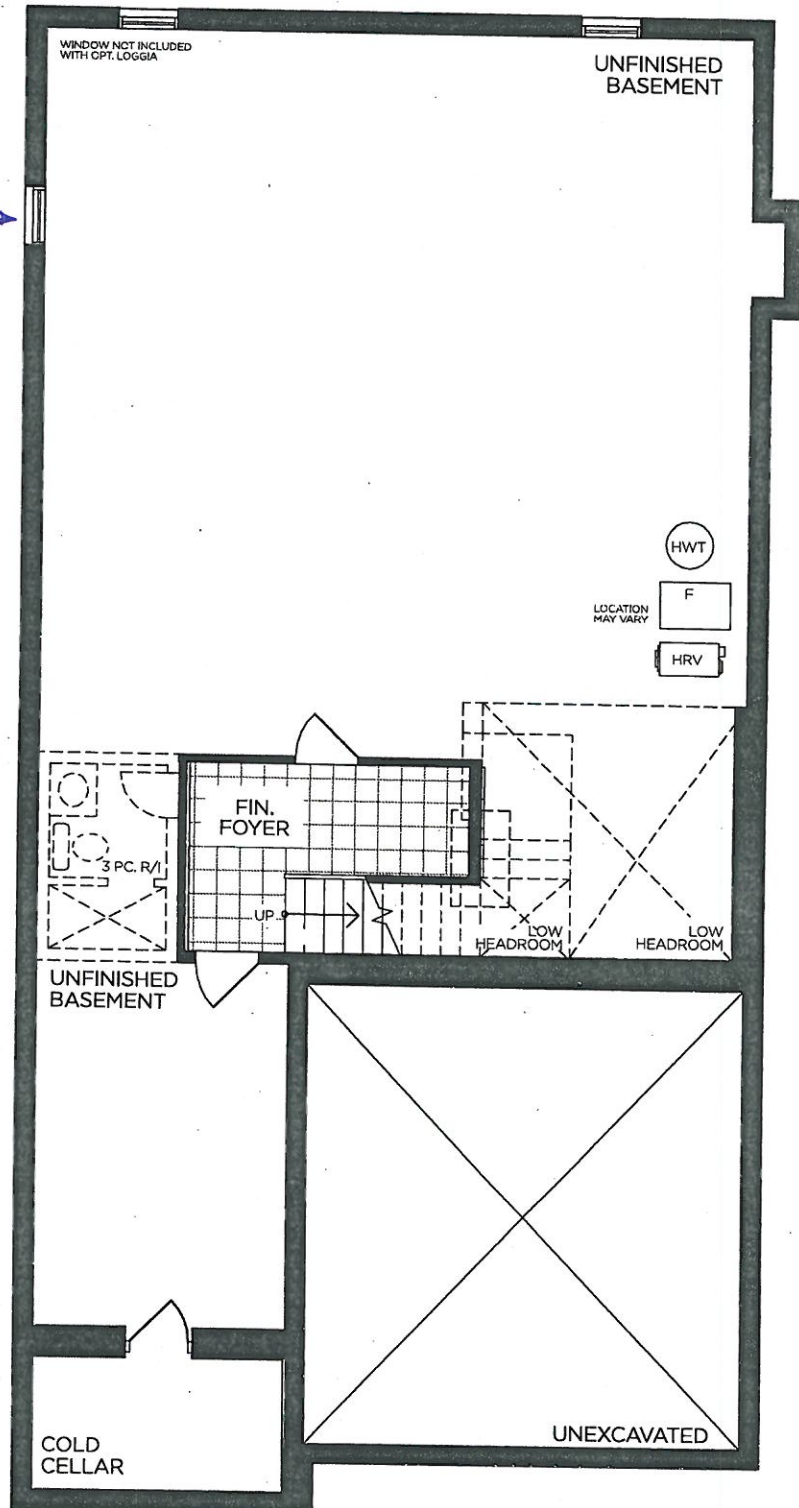 WINDOW NOT INCLUDED
WITH OPT. LOGGIA
UNFINISHED
BASEMENT
HWT
F
LOCATION
MAY VARY
HRV
FIN.
FOYER
3 PC. R/I
UP
LOW
HEADROOM
LOW
HEADROOM
UNFINISHED
BASEMENT
UNEXCAVATED
COLD
CELLAR